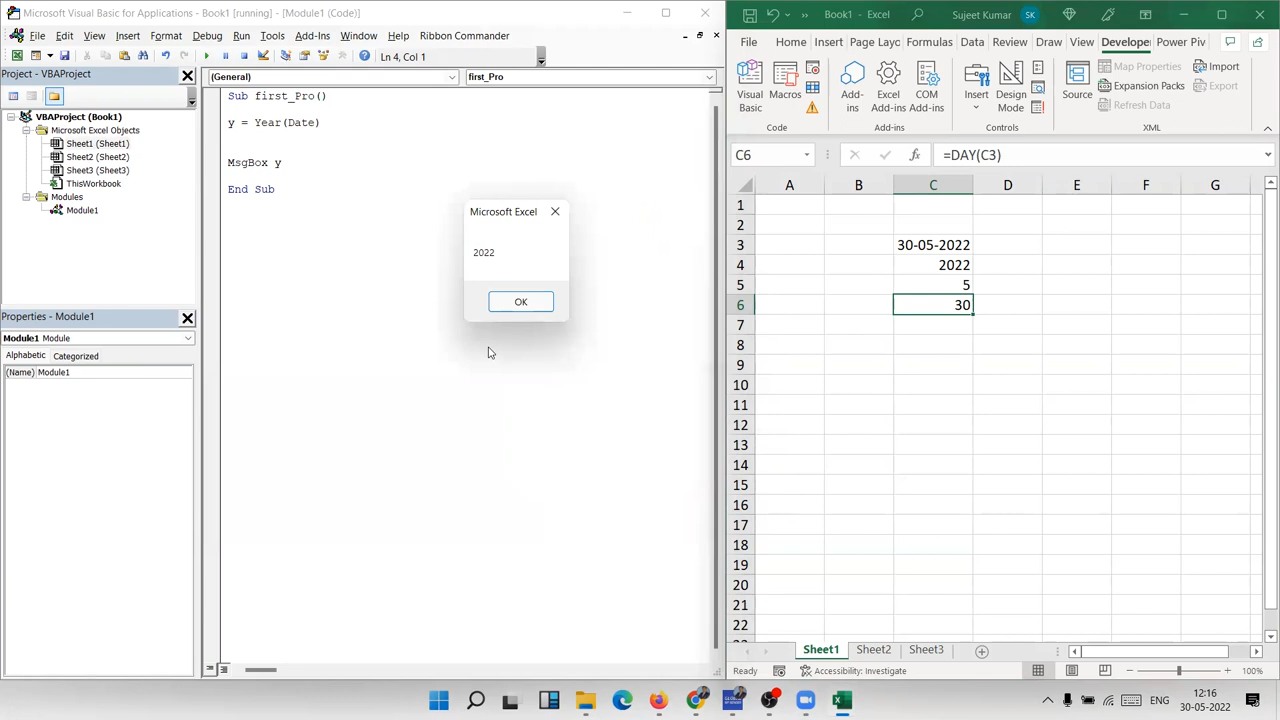 Microsoft Visual Basic for Applications - Book1 [running] - [Module1 (Code)]
File Edit View Insert Format Debug Run Tools Add-Ins Window Help Ribbon Commander
Ln 4, Col 1
Project - VBAProject
VBAProject (Book1)
Microsoft Excel Objects
Sheet1 (Sheet1)
Sheet2 (Sheet2)
Sheet3 (Sheet3)
ThisWorkbook
Modules
Module1
Properties - Module1
Module1 Module
Alphabetic Categorized
(Name) Module1
(General) first_Pro
Sub first_Pro()
y = Year(Date)
MsgBox y
End Sub
Microsoft Excel
2022
OK
Book1 - Excel Sujeet Kumar SK
File Home Insert Page Layc Formulas Data Review Draw View Develope Power Piv
Visual Basic
Macros
Code
Add-ins
Excel Add-ins
COM Add-ins
Add-ins
Insert
Design Mode
Controls
Source
Map Properties
Expansion Packs
Refresh Data
Import
Export
XML
C6 fx =DAY(C3)
A B C D E F G
1
2
3 30-05-2022
4 2022
5 5
6 30
7
8
9
10
11
12
13
14
15
16
17
18
19
20
21
22
Sheet1 Sheet2 Sheet3
Ready Accessibility: Investigate 100%
ENG 12:16
30-05-2022